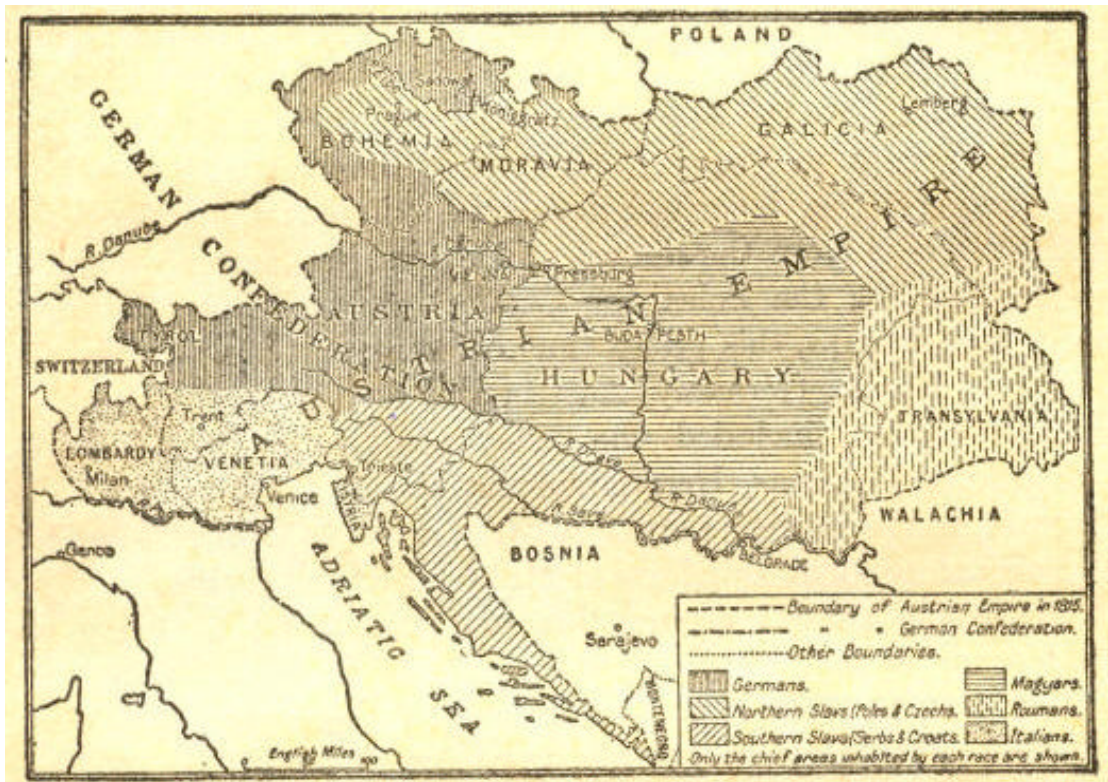 POLAND
GERMAN
CONFEDERATION
AUSTRIAN EMPIRE
Sadowa
Prague
Königgratz
BOHEMIA
MORAVIA
GALICIA
Lemberg
R. Danube
VIENNA
Pressburg
AUSTRIA
TYROL
SWITZERLAND
BUDA PESTH
HUNGARY
TRANSYLVANIA
Trent
LOMBARDY
Milan
VENETIA
Venice
Trieste
ISTRIA
R. Drave
R. Save
R. Danube
BELGRADE
WALACHIA
BOSNIA
Genoa
ADRIATIC
SEA
Sarajevo
MONTENEGRO
English Miles
100
Boundary of Austrian Empire in 1815.
" " German Confederation.
Other Boundaries.
Germans.
Magyars.
Northern Slavs (Poles & Czechs.
Roumans.
Southern Slavs (Serbs & Croats.
Italians.
Only the chief areas inhabited by each race are shown.